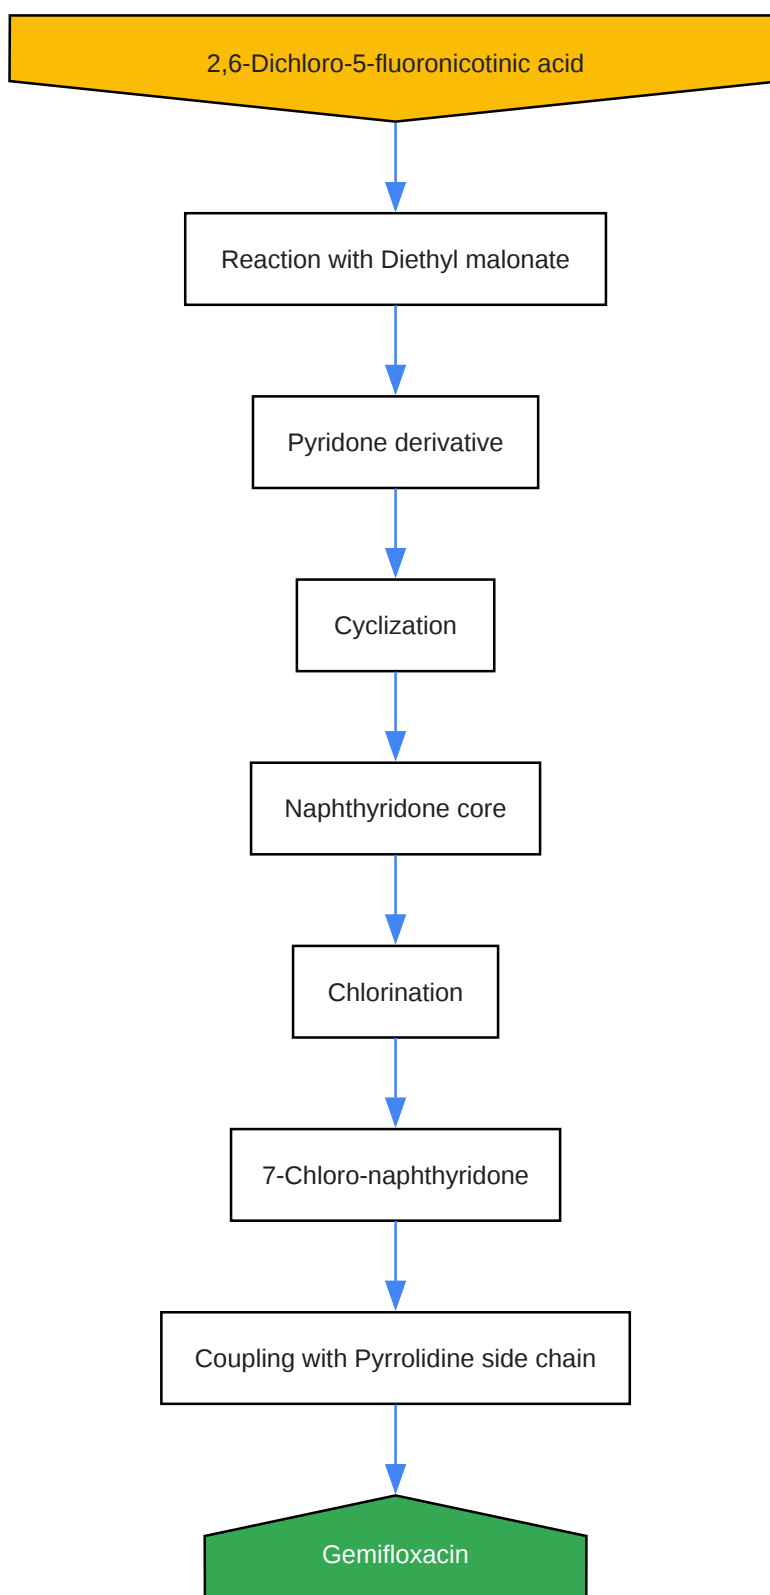 2,6-Dichloro-5-fluoronicotinic acid
Reaction with Diethyl malonate
Pyridone derivative
Cyclization
Naphthyridone core
Chlorination
7-Chloro-naphthyridone
Coupling with Pyrrolidine side chain
Gemifloxacin